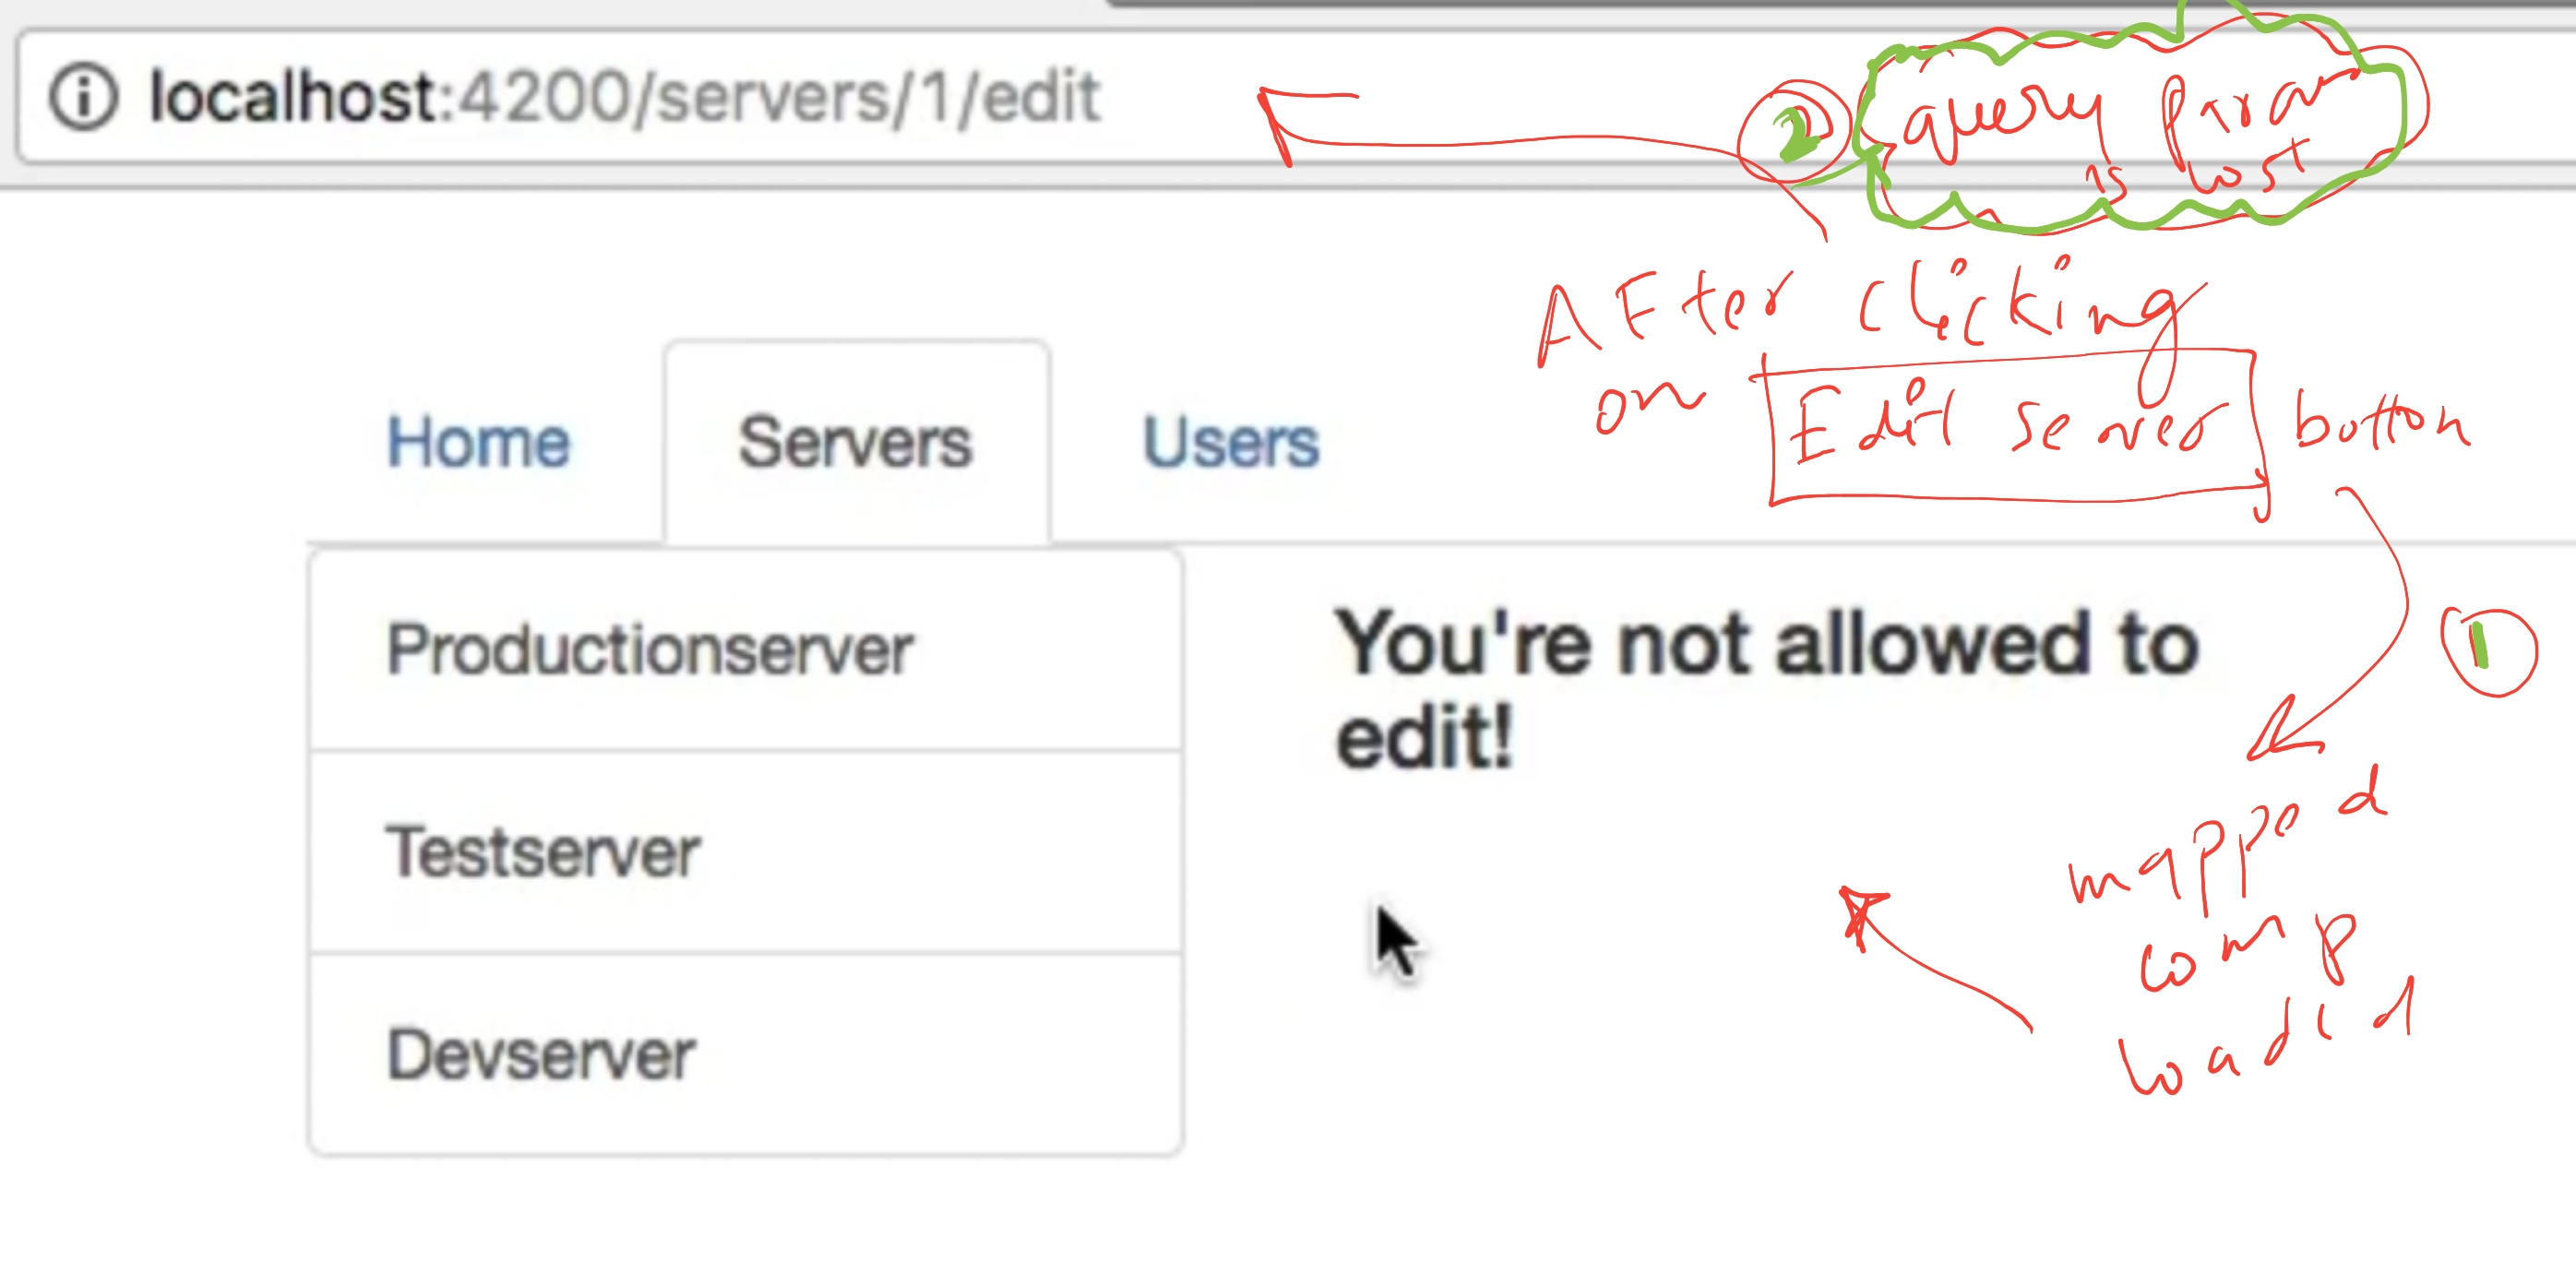 localhost:4200/servers/1/edit
2 query param
is lost
AFter clicking
on Edit server button
Home Servers Users
Productionserver
Testserver
Devserver
You're not allowed to
edit!
1
mapped
comp
loaded